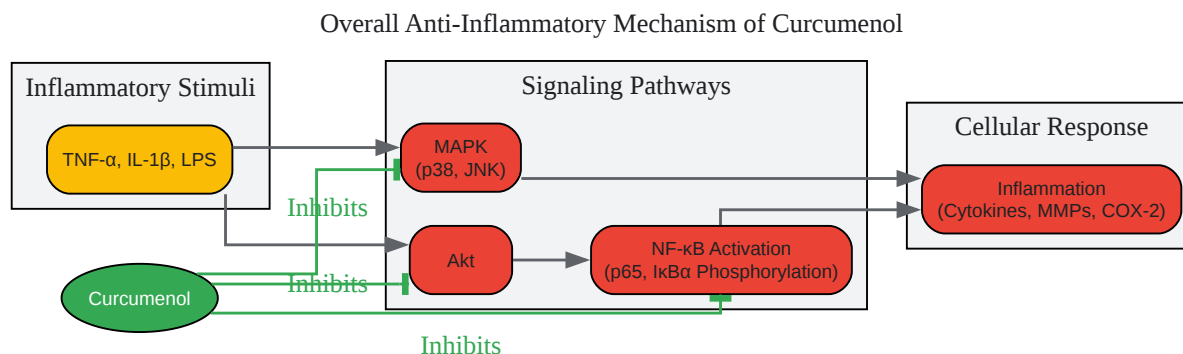 Overall Anti-Inflammatory Mechanism of Curcumenol
Inflammatory Stimuli
TNF-α, IL-1β, LPS
Signaling Pathways
MAPK
(p38, JNK)
Akt
NF-κB Activation
(p65, IκBα Phosphorylation)
Cellular Response
Inflammation
(Cytokines, MMPs, COX-2)
Curcumenol
Inhibits
Inhibits
Inhibits